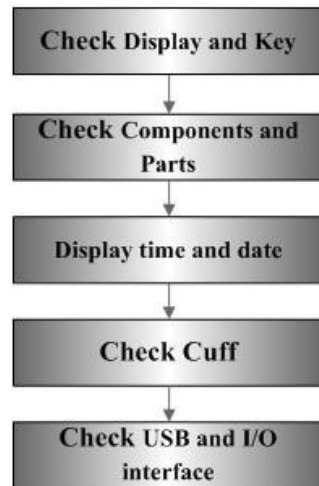 Check Display and Key
Check Components and
Parts
Display time and date
Check Cuff
Check USB and I/O
interface